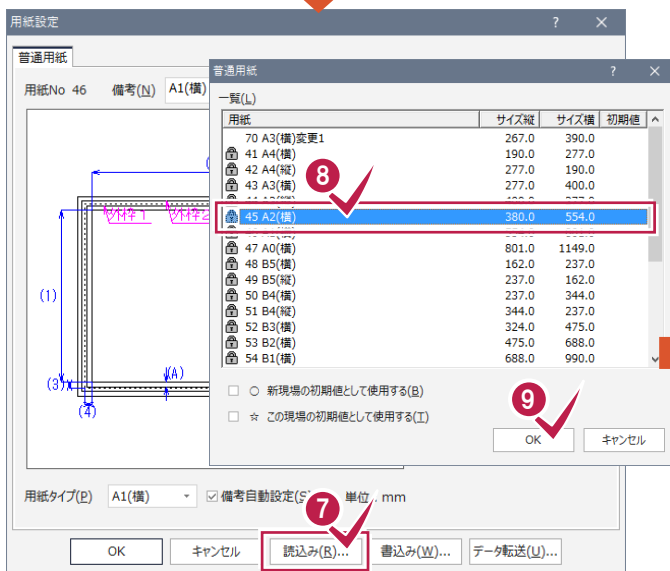 用紙設定 ? ×
普通用紙
用紙No 46 備考(N) A1(横)
普通用紙 ? ×
一覧(L)
用紙 サイズ縦 サイズ横 初期値
70 A3(横)変更1 267.0 390.0
41 A4(横) 190.0 277.0
42 A4(縦) 277.0 190.0
43 A3(横) 277.0 400.0
8
45 A2(横) 380.0 554.0
47 A0(横) 801.0 1149.0
48 B5(横) 162.0 237.0
49 B5(縦) 237.0 162.0
50 B4(横) 237.0 344.0
51 B4(縦) 344.0 237.0
52 B3(横) 324.0 475.0
53 B2(横) 475.0 688.0
54 B1(横) 688.0 990.0
外枠1 外枠2
(1)
(A)
(3)
(4)
○ 新現場の初期値として使用する(B)
☆ この現場の初期値として使用する(T)
9
OK キャンセル
用紙タイプ(P) A1(横) 備考自動設定(S) 単位 mm
7
OK キャンセル 読込み(R)... 書込み(W)... データ転送(U)...